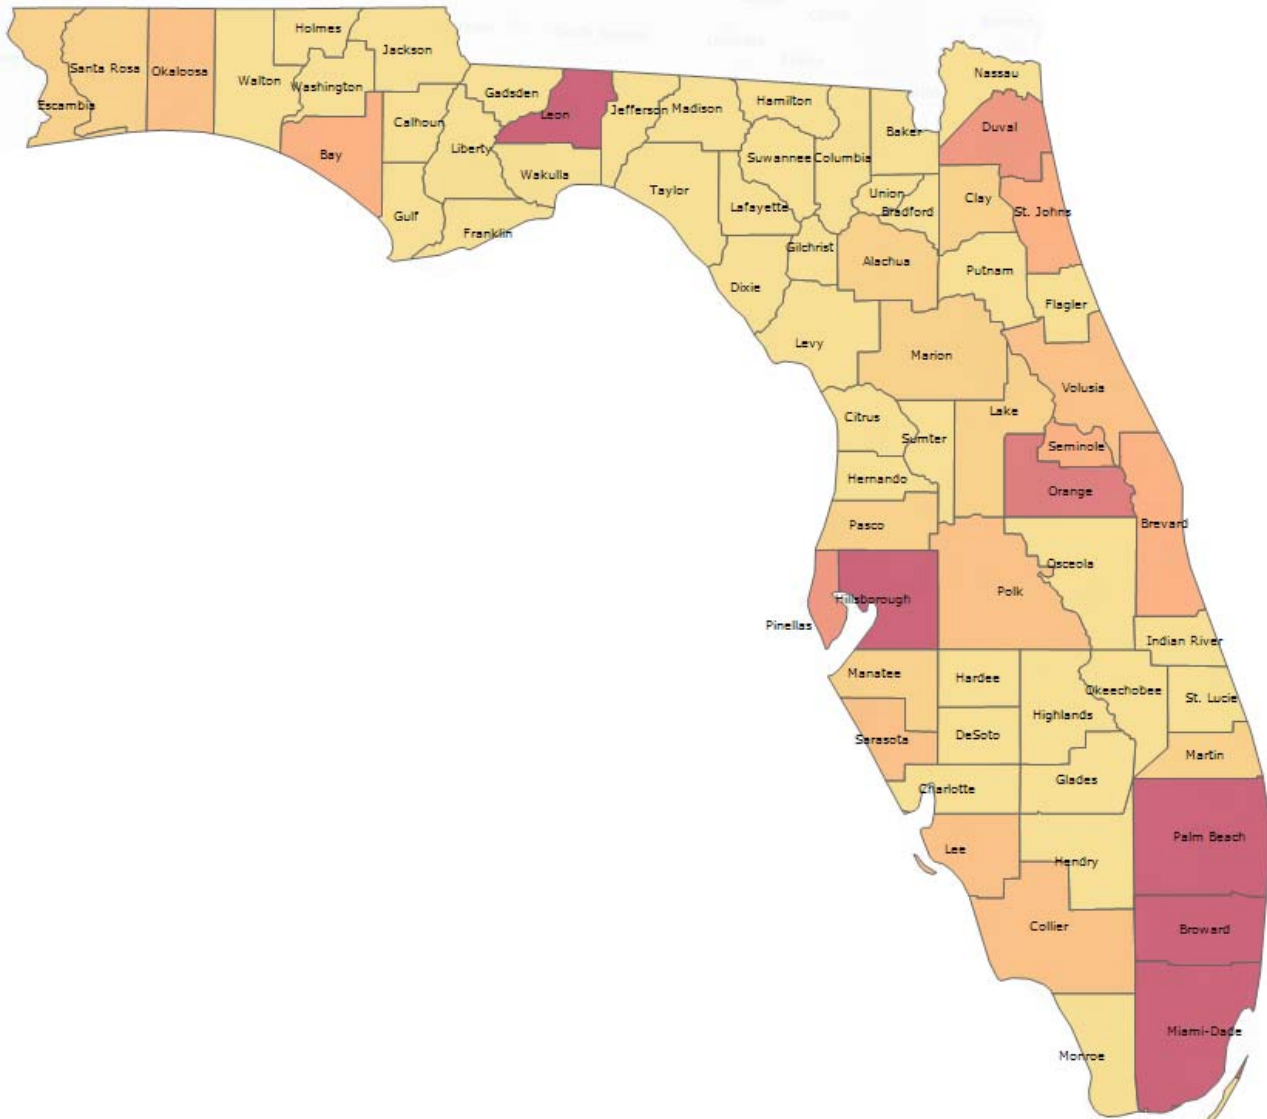 Holmes
Jackson
Santa Rosa
Okaloosa
Walton
Washington
Escambia
Gadsden
Leon
Jefferson
Madison
Hamilton
Nassau
Calhoun
Baker
Duval
Bay
Liberty
Suwannee
Columbia
Wakulla
Taylor
Lafayette
Union
Bradford
Clay
St. Johns
Gulf
Franklin
Gilchrist
Alachua
Putnam
Dixie
Flagler
Levy
Marion
Volusia
Citrus
Lake
Sumter
Seminole
Hernando
Orange
Pasco
Brevard
Osceola
Hillsborough
Polk
Pinellas
Indian River
Manatee
Hardee
Okeechobee
St. Lucie
Highlands
Sarasota
DeSoto
Martin
Glades
Charlotte
Palm Beach
Lee
Hendry
Collier
Broward
Miami-Dade
Monroe